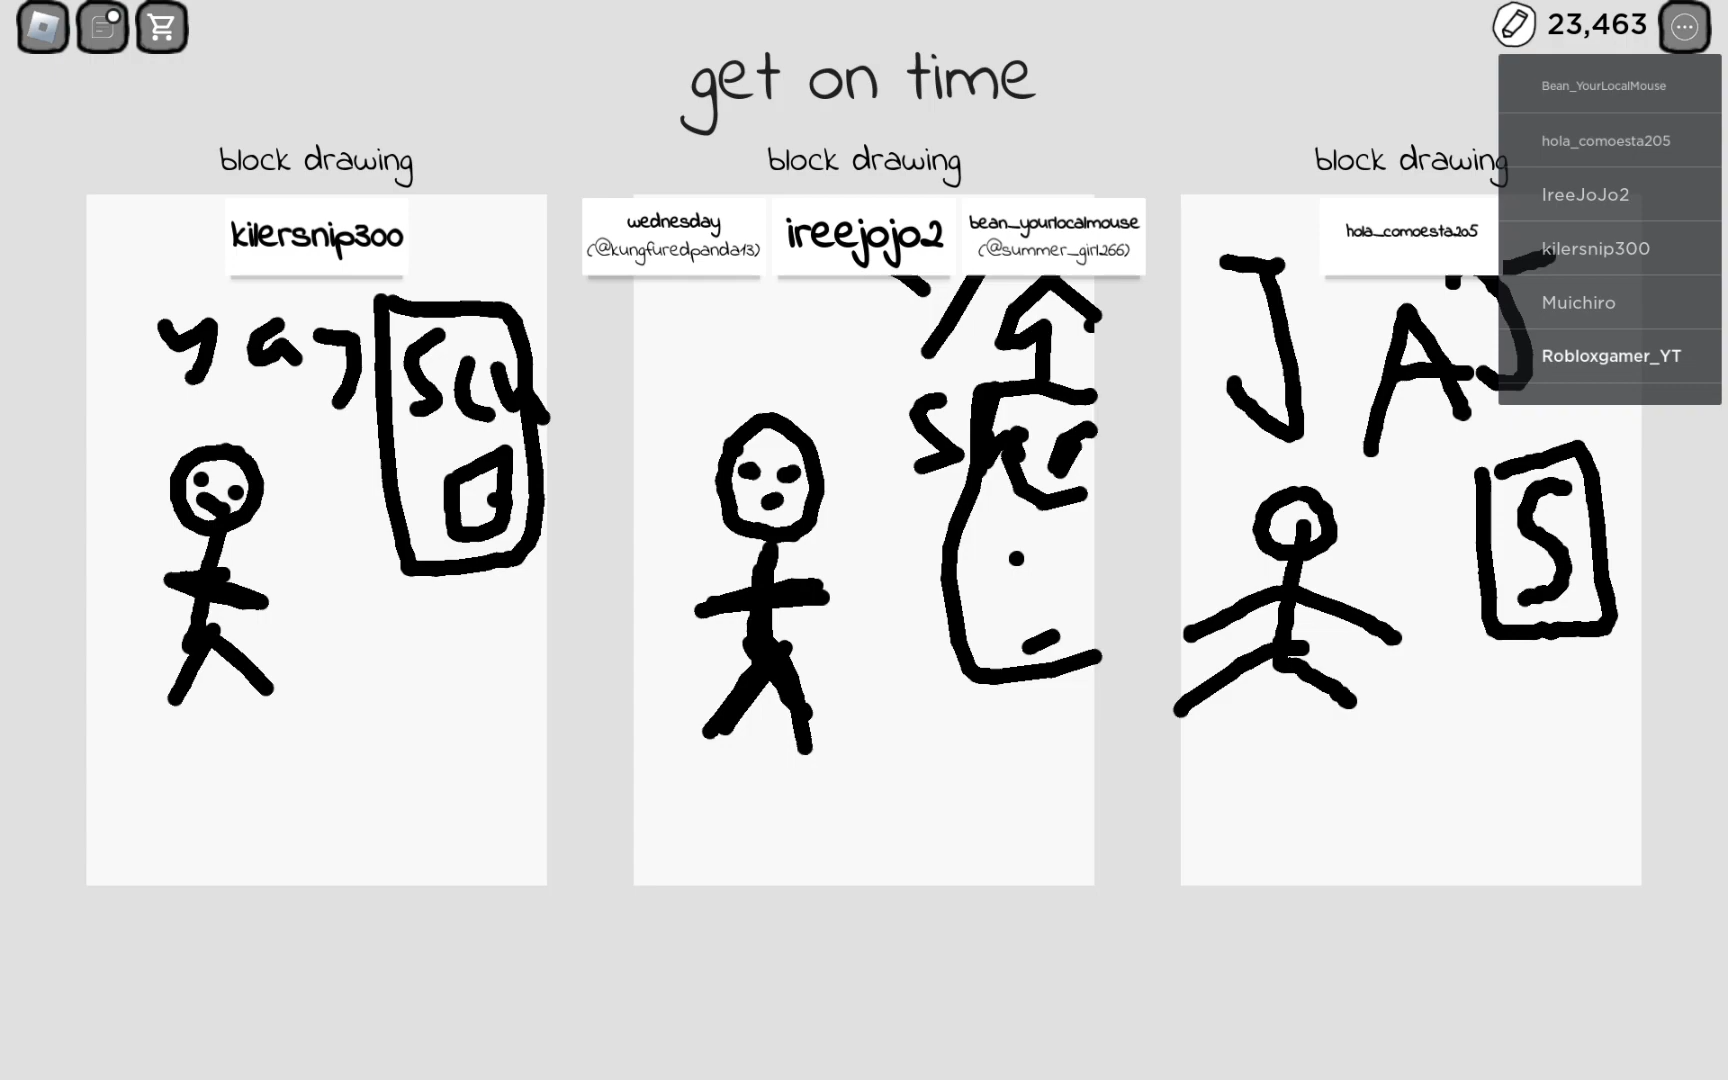 23,463
get on time
block drawing
block drawing
block drawing
kilersnip300
wednesday
(@kungfuredpanda13)
ireejojo2
bean_yourlocalmouse
(@summer_girl266)
hola_comoesta205
Bean_YourLocalMouse
hola_comoesta205
IreeJoJo2
kilersnip300
Muichiro
Robloxgamer_YT
yay
S